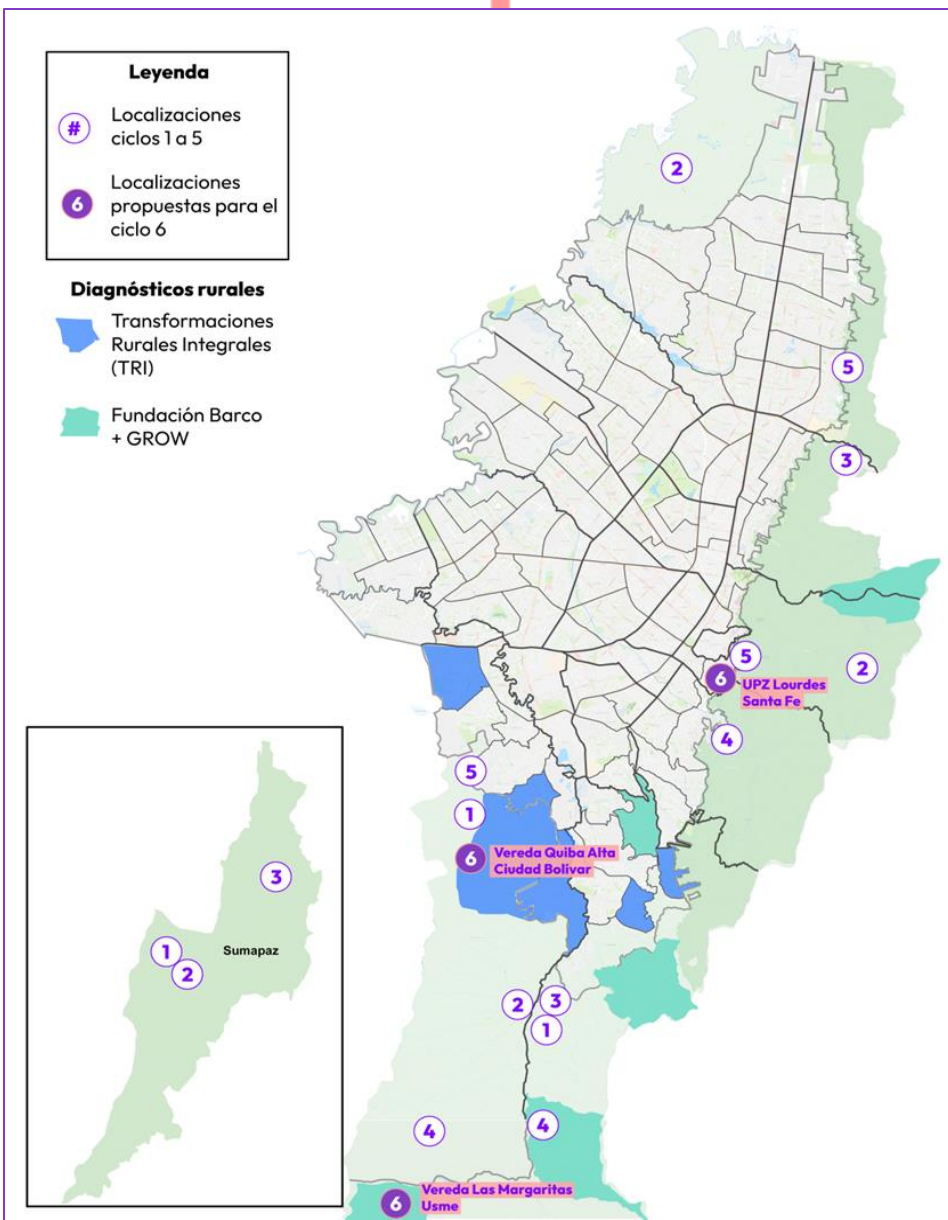 Leyenda
#
Localizaciones
ciclos 1 a 5
6
Localizaciones
propuestas para el
ciclo 6
Diagnósticos rurales
Transformaciones
Rurales Integrales
(TRI)
Fundación Barco
+ GROW
2
5
3
5
2
6
UPZ Lourdes
Santa Fe
4
5
1
6
Vereda Quiba Alta
Ciudad Bolívar
3
1
2
Sumapaz
2
3
1
4
4
6
Vereda Las Margaritas
Usme